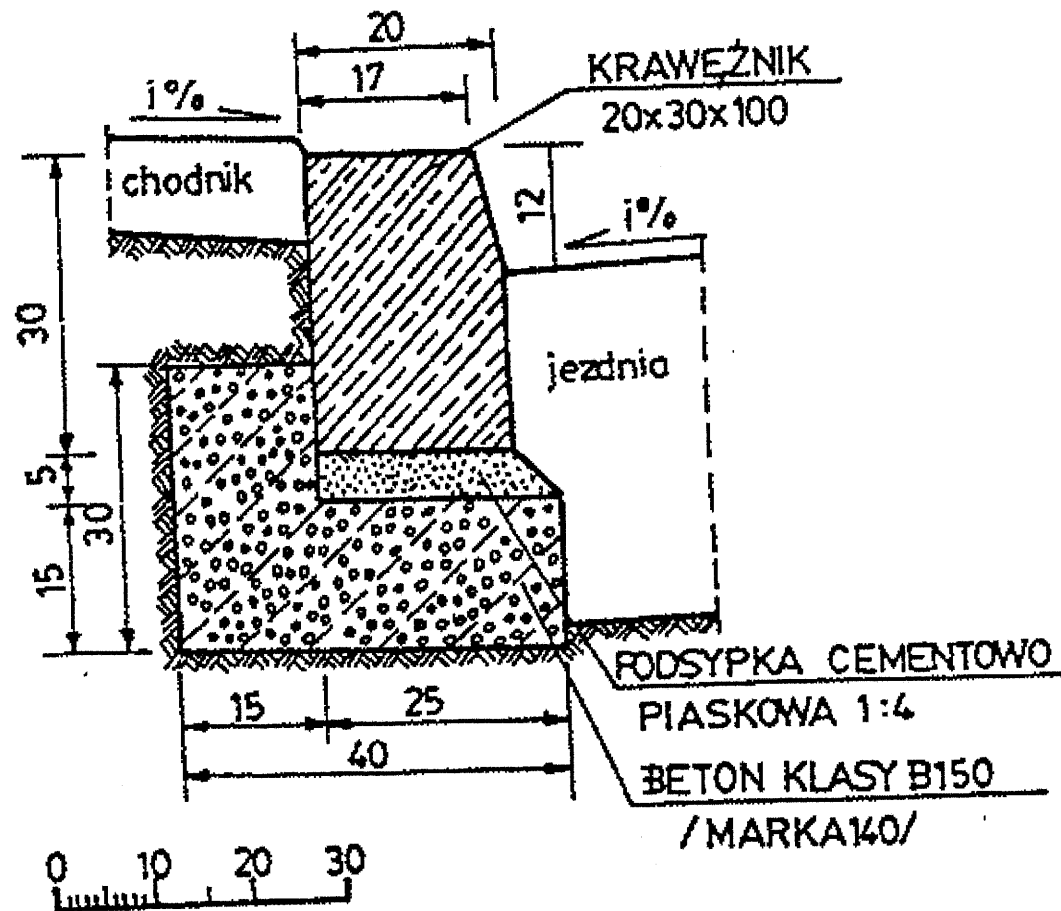 20
17
KRAWĘŻNIK
20x30x100
i%
chodnik
12
i%
30
jezdnia
5
30
15
PODSYPKA CEMENTOWO
PIASKOWA 1:4
15
25
40
BETON KLASY B150
/MARKA140/
0 10 20 30